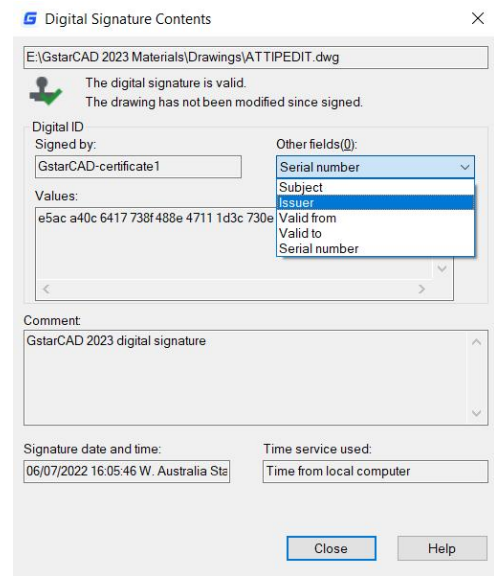 Digital Signature Contents
E:\GstarCAD 2023 Materials\Drawings\ATTIPEDIT.dwg
The digital signature is valid.
The drawing has not been modified since signed.
Digital ID
Signed by:
Other fields(0):
GstarCAD-certificate1
Serial number
Subject
Issuer
Valid from
Valid to
Serial number
Values:
e5ac a40c 6417 738f 488e 4711 1d3c 730e
Comment:
GstarCAD 2023 digital signature
Signature date and time:
Time service used:
06/07/2022 16:05:46 W. Australia Sta
Time from local computer
Close
Help